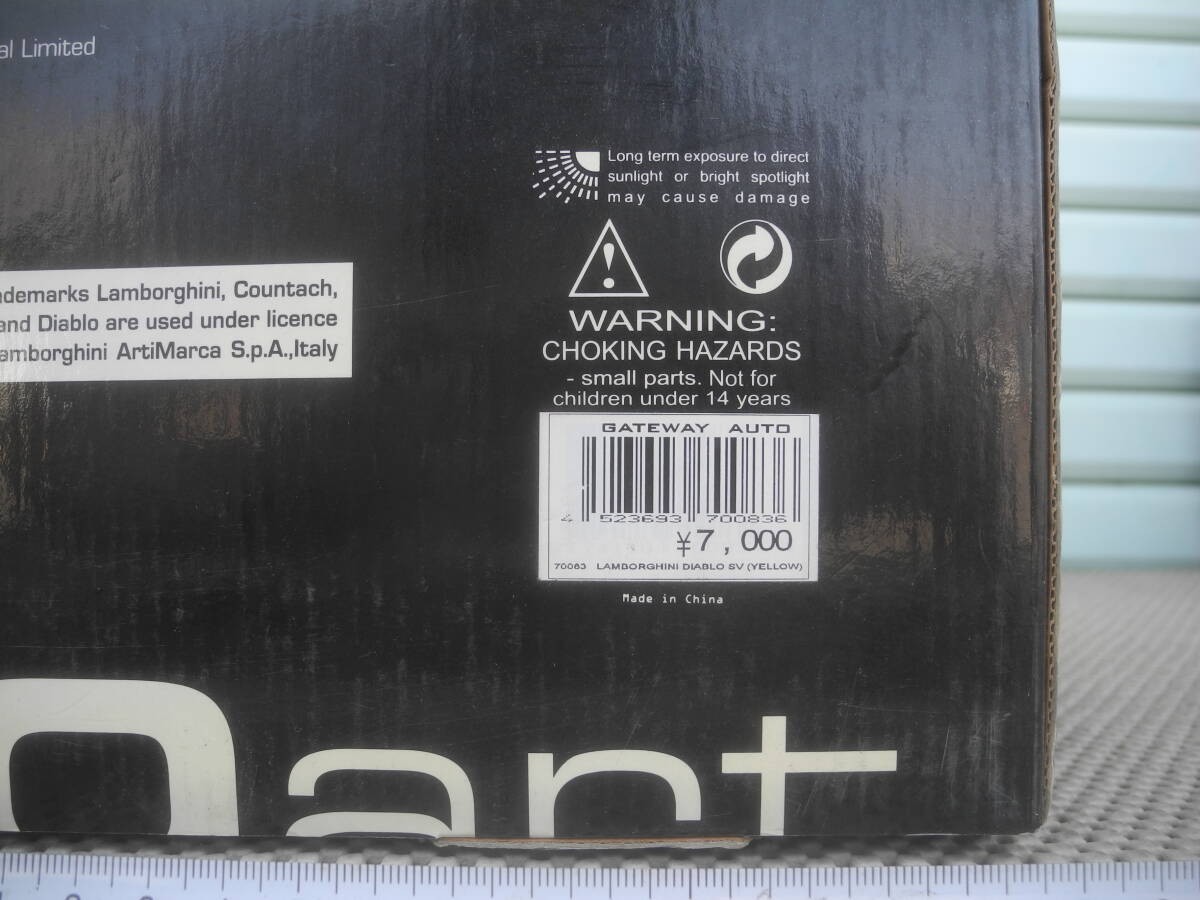 al Limited
Long term exposure to direct
sunlight or bright spotlight
may cause damage
ademarks Lamborghini, Countach,
and Diablo are used under licence
amborghini ArtiMarca S.p.A.,Italy
WARNING:
CHOKING HAZARDS
- small parts. Not for
children under 14 years
GATEWAY AUTO
4 523693 700836
¥7,000
70083 LAMBORGHINI DIABLO SV (YELLOW)
Made in China
art